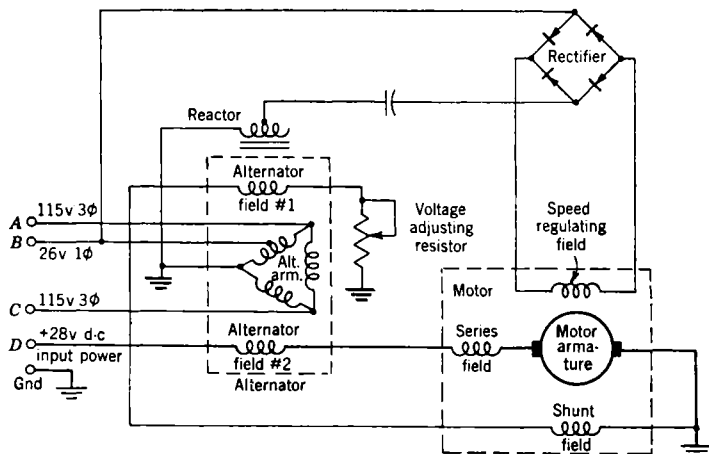 Rectifier
Reactor
Alternator
field #1
A
115v 3ϕ
B
26v 1ϕ
Alt.
arm.
Voltage
adjusting
resistor
Speed
regulating
field
C
115v 3ϕ
Motor
D
+28v d-c
input power
Gnd
Alternator
field #2
Alternator
Series
field
Motor
arma-
ture
Shunt
field